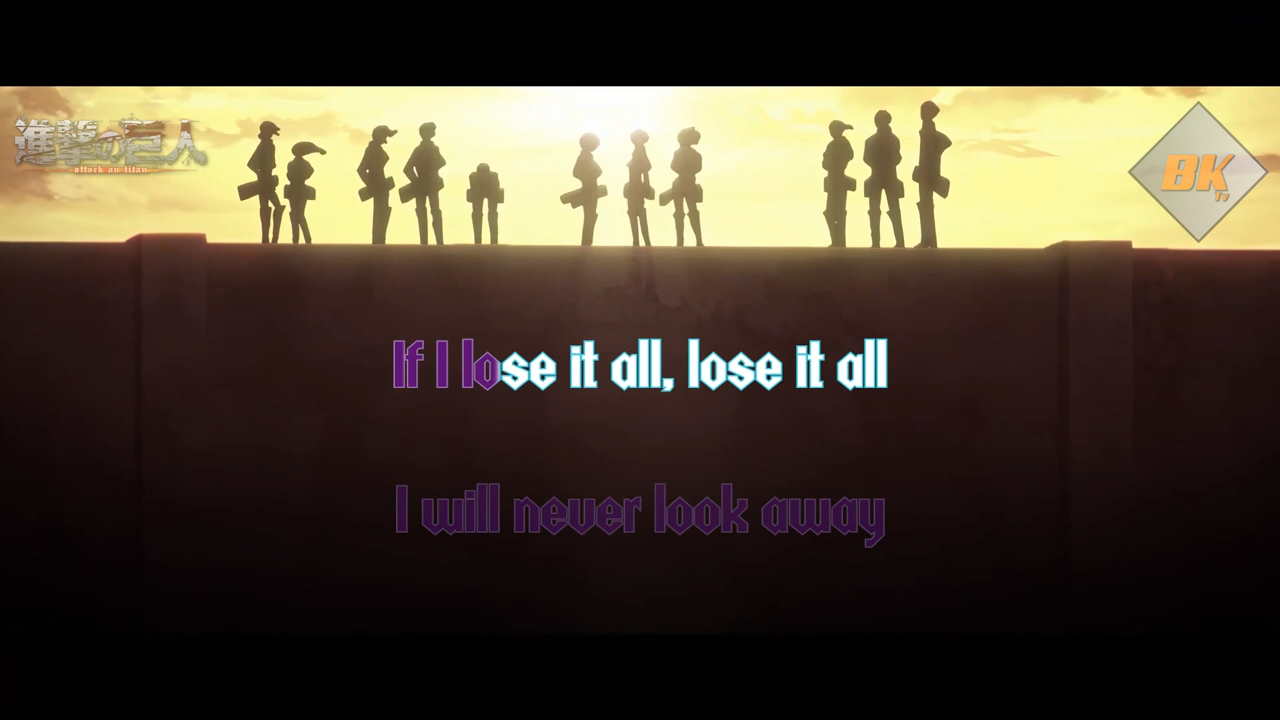 進撃の巨人
attack on titan
BK
TV
If I lose it all, lose it all
I will never look away